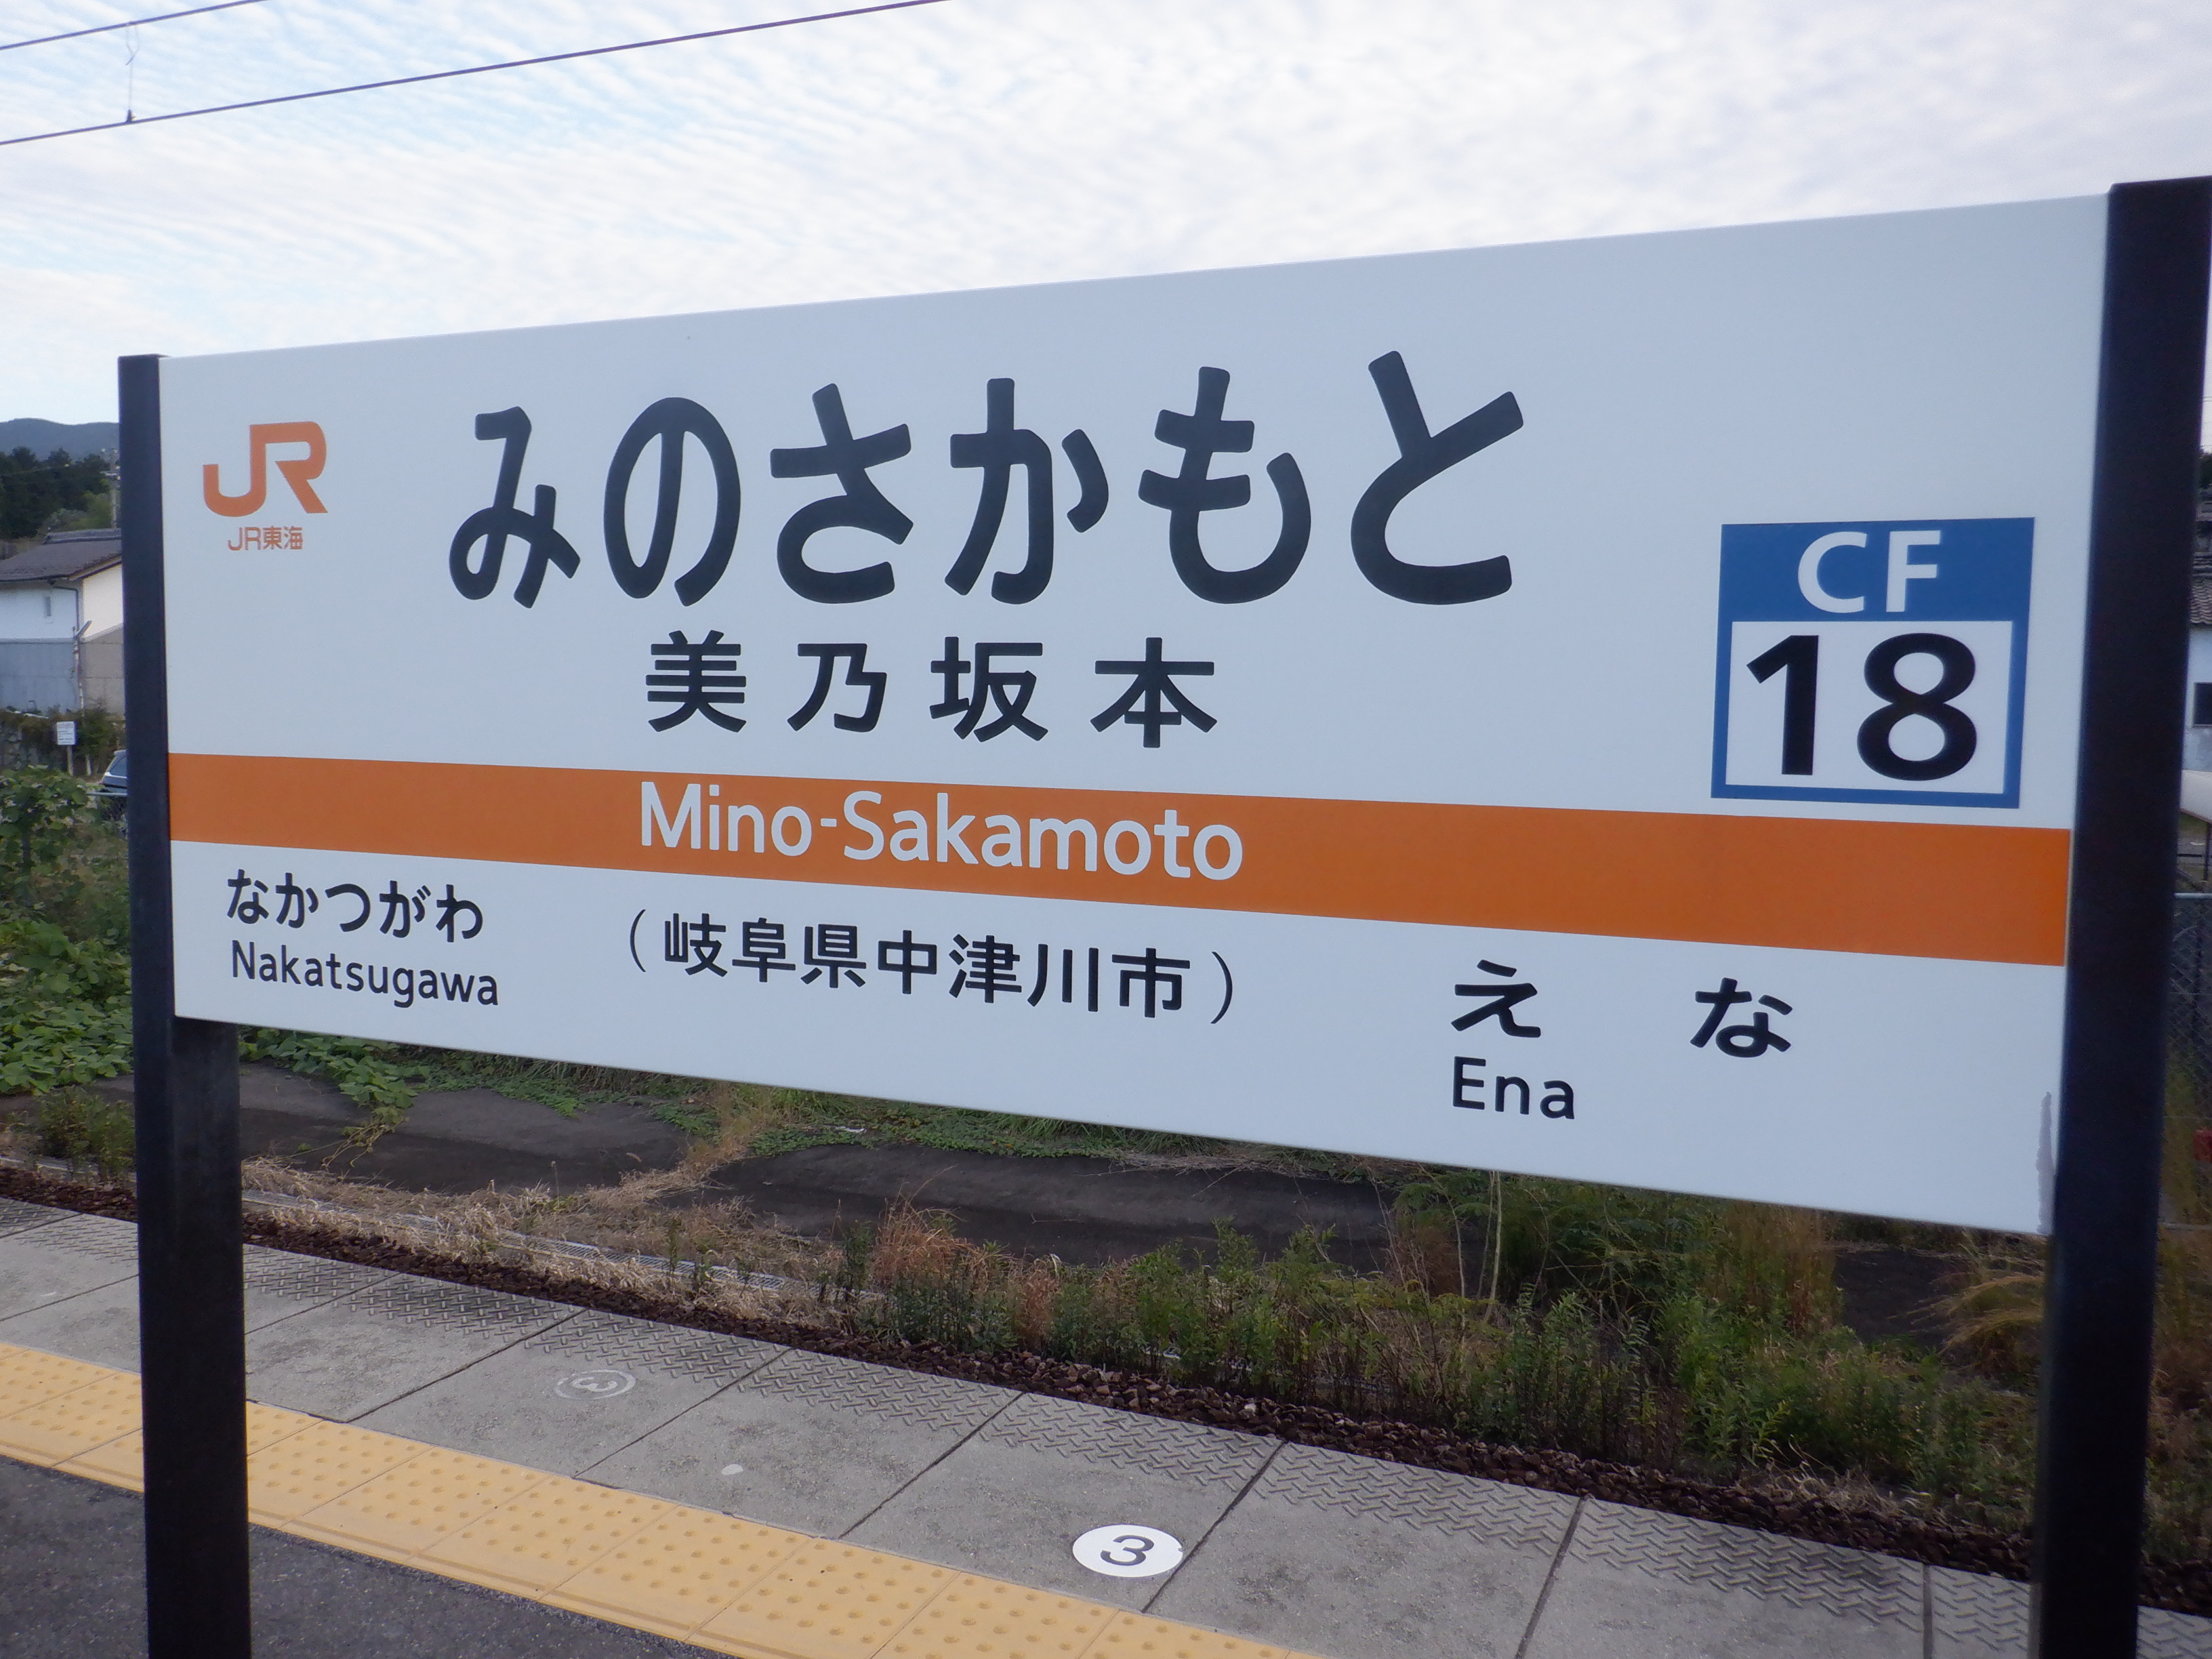 JR
JR東海
みのさかもと
美乃坂本
CF
18
Mino-Sakamoto
なかつがわ
Nakatsugawa
（岐阜県中津川市）
えな
Ena
3